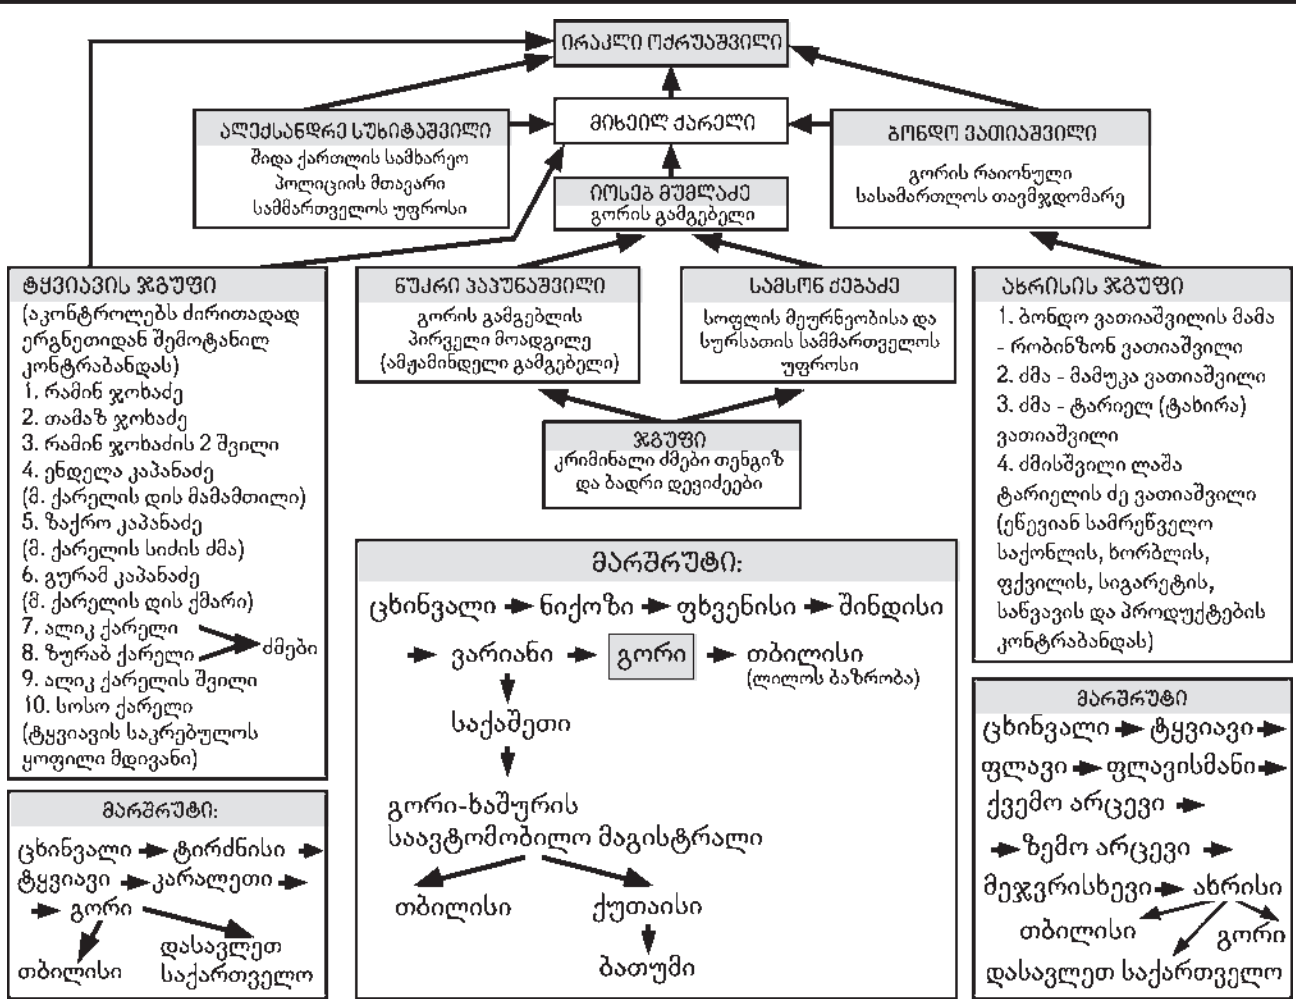 ირაკლი ოქრუაშვილი
ალექსანდრე სუხიტაშვილი
შიდა ქართლის სამხარეო
პოლიციის მთავარი
სამმართველოს უფროსი
მიხეილ ქარელი
ბონდო ვათიაშვილი
გორის რაიონული
სასამართლოს თავმჯდომარე
იოსებ მუმლაძე
გორის გამგებელი
ტყვიავის ჯგუფი
(აკონტროლებს ძირითადად
ერგნეთიდან შემოტანილ
კონტრაბანდას)
1. რამინ ჯოხაძე
2. თამაზ ჯოხაძე
3. რამინ ჯოხაძის 2 შვილი
4. ენდელა კაპანაძე
(მ. ქარელის დის მამამთილი)
5. ზაქრო კაპანაძე
(მ. ქარელის სიძის ძმა)
6. გურამ კაპანაძე
(მ. ქარელის დის ქმარი)
7. ალიკ ქარელი
8. ზურაბ ქარელი
ძმები
9. ალიკ ქარელის შვილი
10. სოსო ქარელი
(ტყვიავის საკრებულოს
ყოფილი მდივანი)
ნუკრი პაპუნაშვილი
გორის გამგებლის
პირველი მოადგილე
(ამჟამინდელი გამგებელი)
სამსონ ქებაძე
სოფლის მეურნეობისა და
სურსათის სამმართველოს
უფროსი
ჯგუფი
კრიმინალი ძმები თენგიზ
და ბადრი დევიძეები
ახრისის ჯგუფი
1. ბონდო ვათიაშვილის მამა
- რობინზონ ვათიაშვილი
2. ძმა - მამუკა ვათიაშვილი
3. ძმა - ტარიელ (ტახირა)
ვათიაშვილი
4. ძმისშვილი ლაშა
ტარიელის ძე ვათიაშვილი
(ეწევიან სამრეწველო
საქონლის, ხორბლის,
ფქვილის, სიგარეტის,
საწვავის და პროდუქტების
კონტრაბანდას)
მარშრუტი:
ცხინვალი ტირძნისი
ტყვიავი კარალეთი
გორი
თბილისი
დასავლეთ
საქართველო
მარშრუტი:
ცხინვალი ნიქოზი ფხვენისი შინდისი
ვარიანი გორი თბილისი
(ლილოს ბაზრობა)
საქაშეთი
გორი-ხაშურის
საავტომობილო მაგისტრალი
თბილისი ქუთაისი
ბათუმი
მარშრუტი
ცხინვალი ტყვიავი
ფლავი ფლავისმანი
ქვემო არცევი
ზემო არცევი
მეჯვრისხევი ახრისი
თბილისი გორი
დასავლეთ საქართველო